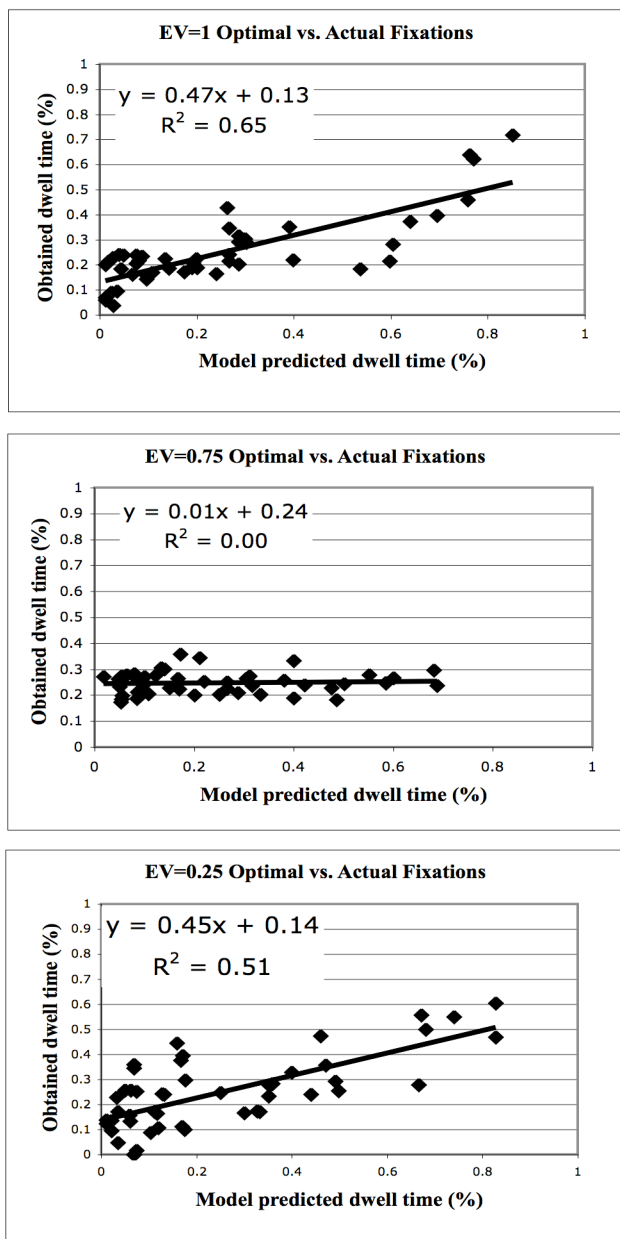 EV=1 Optimal vs. Actual Fixations
y = 0.47x + 0.13
R² = 0.65
Obtained dwell time (%)
1
0.9
0.8
0.7
0.6
0.5
0.4
0.3
0.2
0.1
0
0 0.2 0.4 0.6 0.8 1
Model predicted dwell time (%)
EV=0.75 Optimal vs. Actual Fixations
y = 0.01x + 0.24
R² = 0.00
Obtained dwell time (%)
1
0.9
0.8
0.7
0.6
0.5
0.4
0.3
0.2
0.1
0
0 0.2 0.4 0.6 0.8 1
Model predicted dwell time (%)
EV=0.25 Optimal vs. Actual Fixations
y = 0.45x + 0.14
R² = 0.51
Obtained dwell time (%)
1
0.9
0.8
0.7
0.6
0.5
0.4
0.3
0.2
0.1
0
0 0.2 0.4 0.6 0.8 1
Model predicted dwell time (%)